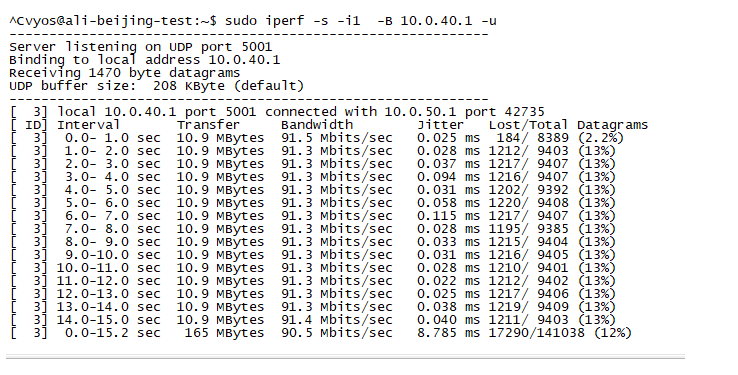 ^Cvyos@ali-beijing-test:~$ sudo iperf -s -i1  -B 10.0.40.1 -u
------------------------------------------------------------
Server listening on UDP port 5001
Binding to local address 10.0.40.1
Receiving 1470 byte datagrams
UDP buffer size:  208 KByte (default)
------------------------------------------------------------
[  3] local 10.0.40.1 port 5001 connected with 10.0.50.1 port 42735
[ ID] Interval       Transfer     Bandwidth        Jitter   Lost/Total Datagrams
[  3]  0.0- 1.0 sec  10.9 MBytes  91.5 Mbits/sec   0.025 ms  184/ 8389 (2.2%)
[  3]  1.0- 2.0 sec  10.9 MBytes  91.3 Mbits/sec   0.028 ms 1212/ 9403 (13%)
[  3]  2.0- 3.0 sec  10.9 MBytes  91.3 Mbits/sec   0.037 ms 1217/ 9407 (13%)
[  3]  3.0- 4.0 sec  10.9 MBytes  91.3 Mbits/sec   0.094 ms 1216/ 9407 (13%)
[  3]  4.0- 5.0 sec  10.9 MBytes  91.3 Mbits/sec   0.031 ms 1202/ 9392 (13%)
[  3]  5.0- 6.0 sec  10.9 MBytes  91.3 Mbits/sec   0.058 ms 1220/ 9408 (13%)
[  3]  6.0- 7.0 sec  10.9 MBytes  91.3 Mbits/sec   0.115 ms 1217/ 9407 (13%)
[  3]  7.0- 8.0 sec  10.9 MBytes  91.3 Mbits/sec   0.028 ms 1195/ 9385 (13%)
[  3]  8.0- 9.0 sec  10.9 MBytes  91.3 Mbits/sec   0.033 ms 1215/ 9404 (13%)
[  3]  9.0-10.0 sec  10.9 MBytes  91.3 Mbits/sec   0.031 ms 1216/ 9405 (13%)
[  3] 10.0-11.0 sec  10.9 MBytes  91.3 Mbits/sec   0.028 ms 1210/ 9401 (13%)
[  3] 11.0-12.0 sec  10.9 MBytes  91.3 Mbits/sec   0.022 ms 1212/ 9402 (13%)
[  3] 12.0-13.0 sec  10.9 MBytes  91.3 Mbits/sec   0.025 ms 1217/ 9406 (13%)
[  3] 13.0-14.0 sec  10.9 MBytes  91.3 Mbits/sec   0.038 ms 1219/ 9409 (13%)
[  3] 14.0-15.0 sec  10.9 MBytes  91.4 Mbits/sec   0.040 ms 1211/ 9403 (13%)
[  3]  0.0-15.2 sec   165 MBytes  90.5 Mbits/sec   8.785 ms 17290/141038 (12%)